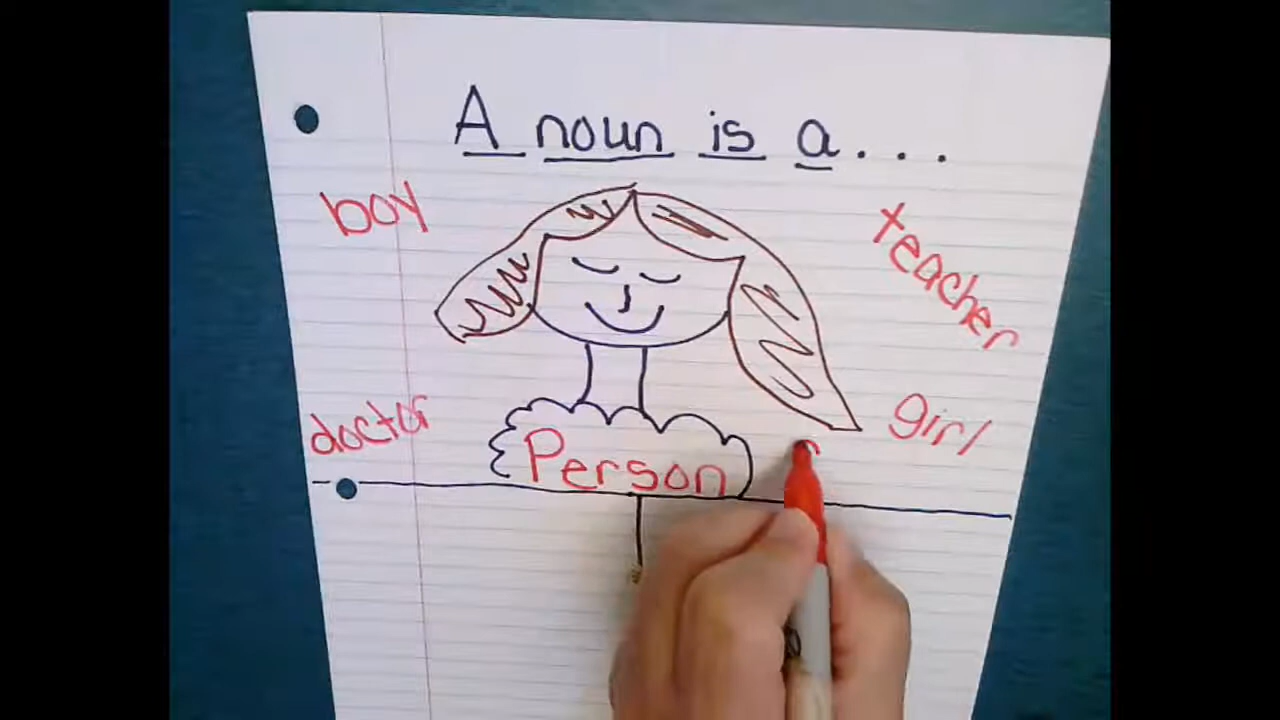 A noun is a...
boy
teacher
doctor
girl
Person